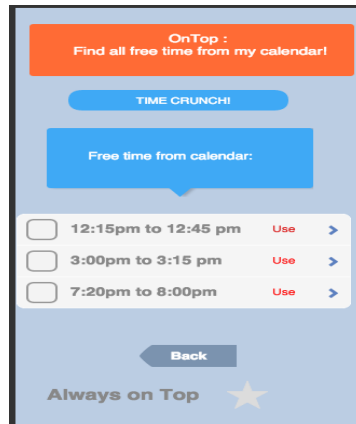 OnTop :
Find all free time from my calendar!
TIME CRUNCH!
Free time from calendar:
12:15pm to 12:45 pm Use >
3:00pm to 3:15 pm Use >
7:20pm to 8:00pm Use >
Back
Always on Top